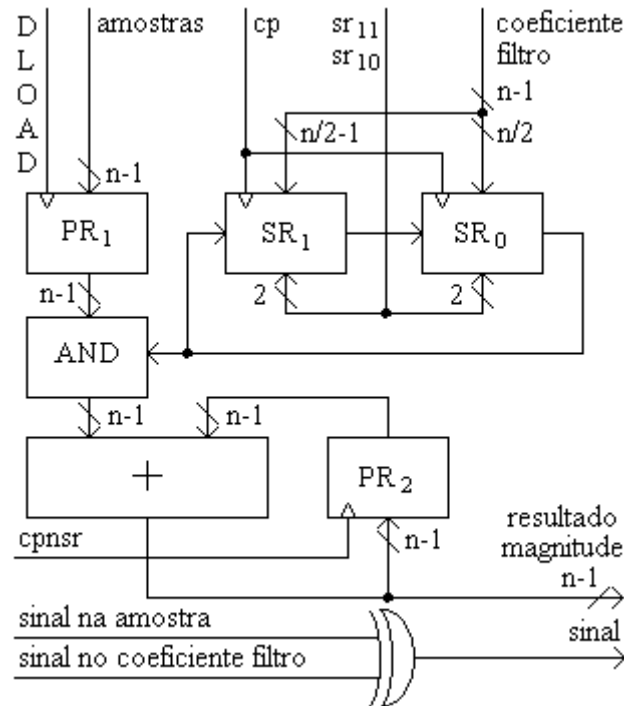 D
L
O
A
D
amostras
cp
sr11
sr10
coeficiente
filtro
n-1
n/2-1
n/2
n-1
PR1
SR1
SR0
n-1
2
2
AND
n-1
n-1
+
PR2
cpnsr
n-1
resultado
magnitude
n-1
sinal na amostra
sinal
sinal no coeficiente filtro